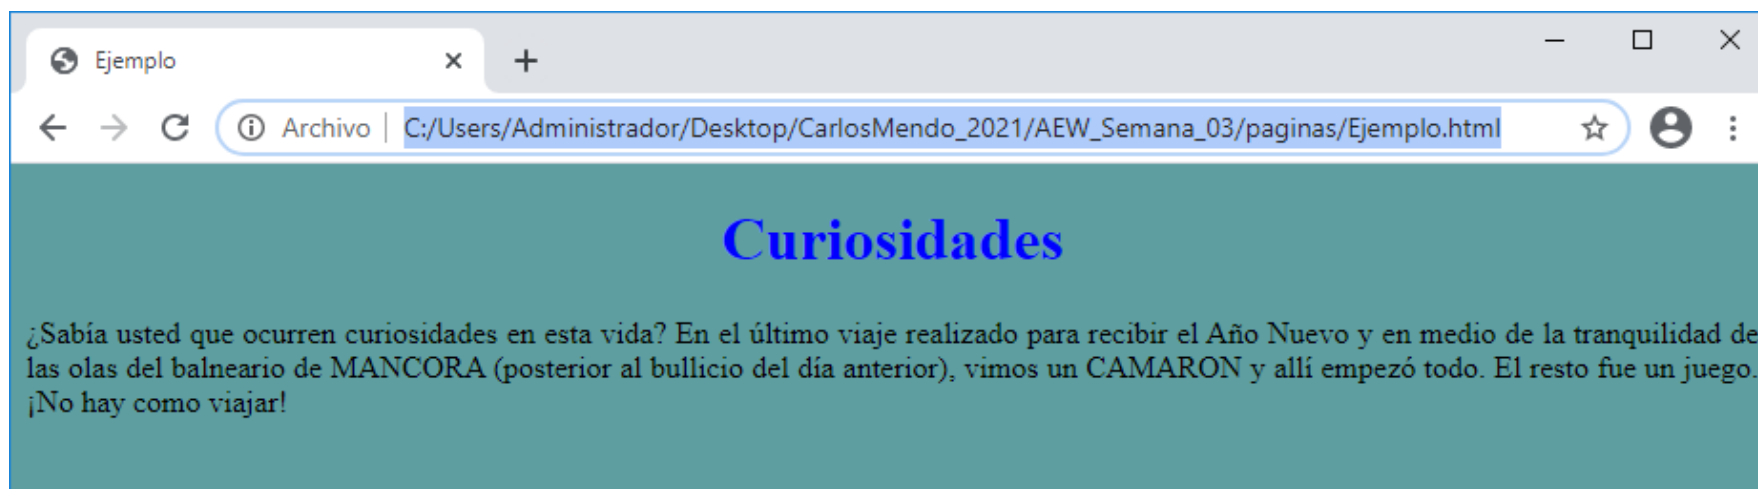 Ejemplo
Archivo C:/Users/Administrador/Desktop/CarlosMendo_2021/AEW_Semana_03/paginas/Ejemplo.html
Curiosidades
¿Sabía usted que ocurren curiosidades en esta vida? En el último viaje realizado para recibir el Año Nuevo y en medio de la tranquilidad de
las olas del balneario de MANCORA (posterior al bullicio del día anterior), vimos un CAMARON y allí empezó todo. El resto fue un juego.
¡No hay como viajar!